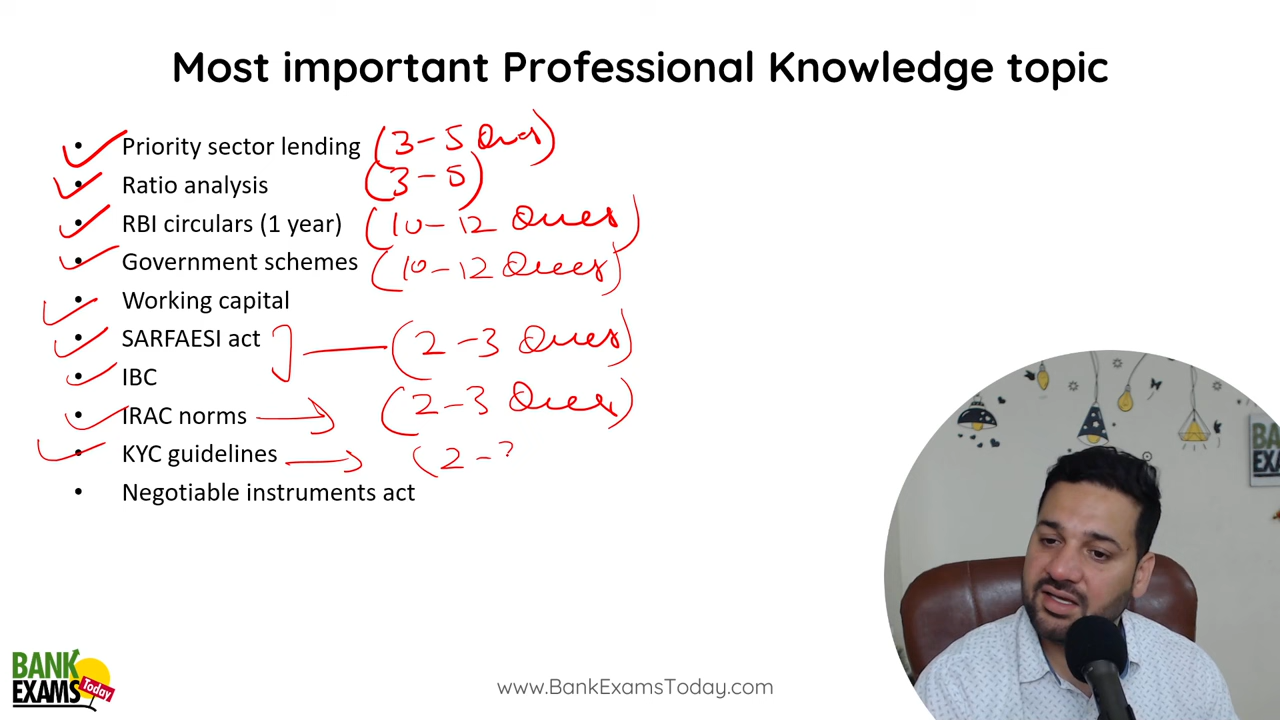 Most important Professional Knowledge topic
• Priority sector lending (3-5 Ques)
• Ratio analysis (3-5)
• RBI circulars (1 year) (10-12 Ques)
• Government schemes (10-12 Ques)
• Working capital
• SARFAESI act (2-3 Ques)
• IBC
• IRAC norms (2-3 Ques)
• KYC guidelines (2-
• Negotiable instruments act
BANK
EXAMS Today
www.BankExamsToday.com
BANK
EXA